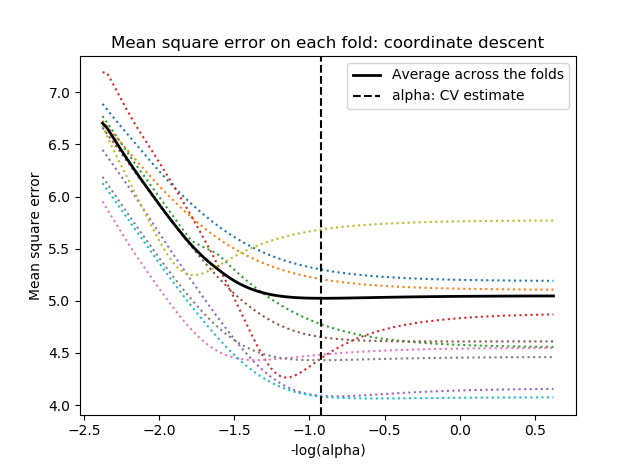 Mean square error on each fold: coordinate descent
Average across the folds
alpha: CV estimate
Mean square error
7.0
6.5
6.0
5.5
5.0
4.5
4.0
−2.5 −2.0 −1.5 −1.0 −0.5 0.0 0.5
-log(alpha)